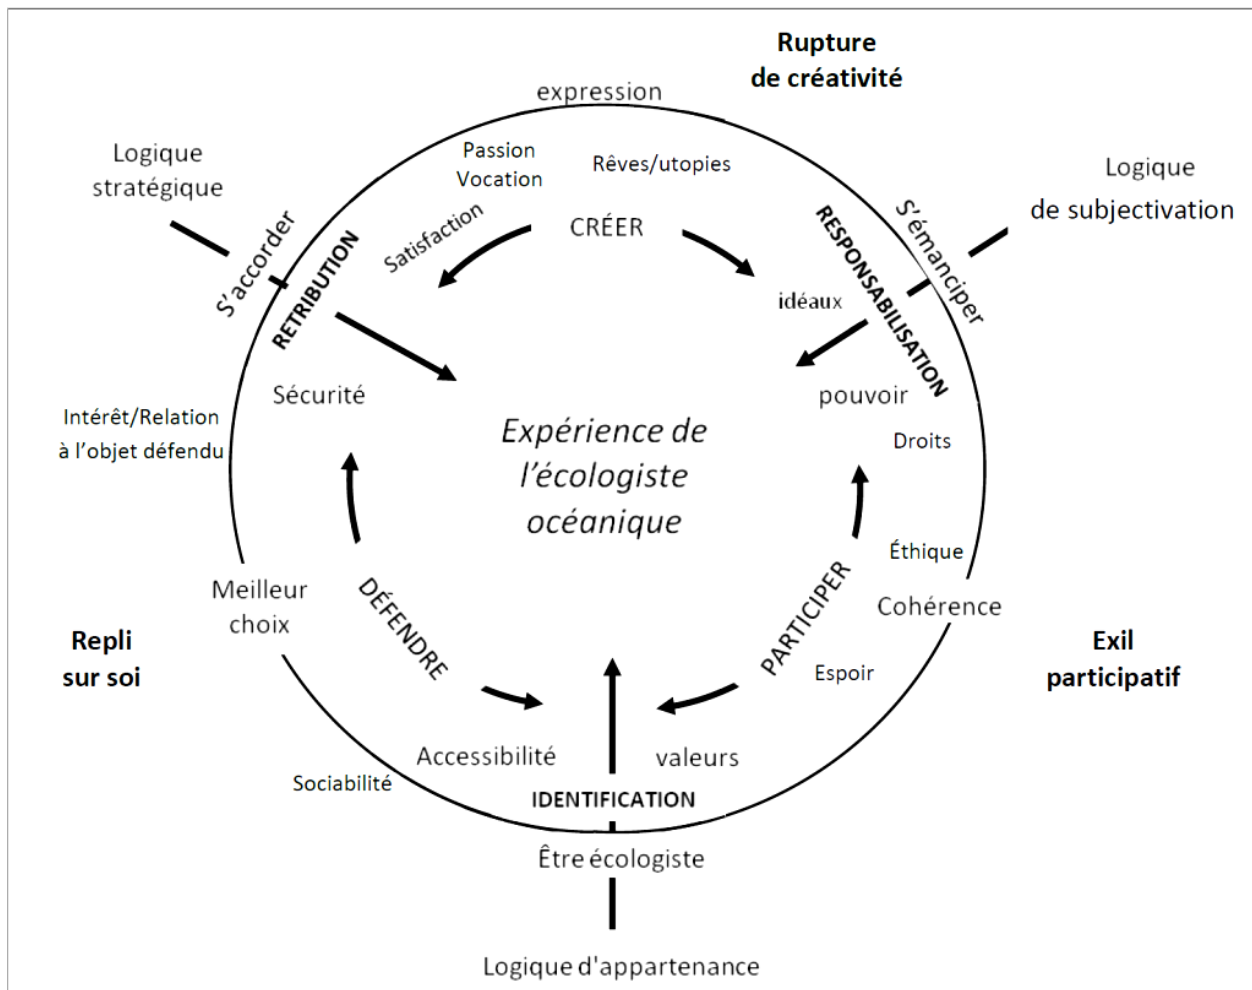 Rupture
de créativité
expression
Logique
stratégique
Passion
Vocation
Rêves/utopies
Logique
de subjectivation
S'accorder
RETRIBUTION
Satisfaction
CRÉER
RESPONSABILISATION
S'émanciper
idéaux
Sécurité
pouvoir
Intérêt/Relation
à l'objet défendu
Expérience de
l'écologiste
océanique
Droits
Éthique
Meilleur
choix
DÉFENDRE
PARTICIPER
Cohérence
Repli
sur soi
Espoir
Exil
participatif
Accessibilité
valeurs
Sociabilité
IDENTIFICATION
Être écologiste
Logique d'appartenance